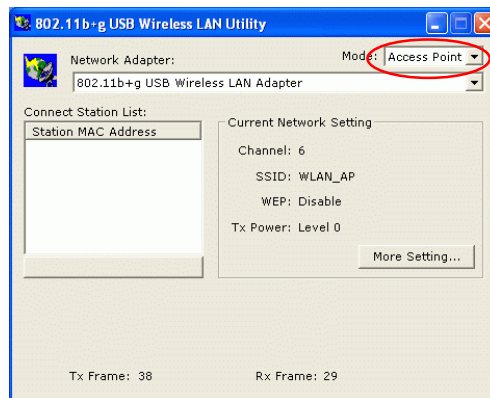 802.11b+g USB Wireless LAN Utility
Network Adapter:
Mode: Access Point
802.11b+g USB Wireless LAN Adapter
Connect Station List:
Station MAC Address
Current Network Setting
Channel: 6
SSID: WLAN_AP
WEP: Disable
Tx Power: Level 0
More Setting...
Tx Frame: 38
Rx Frame: 29